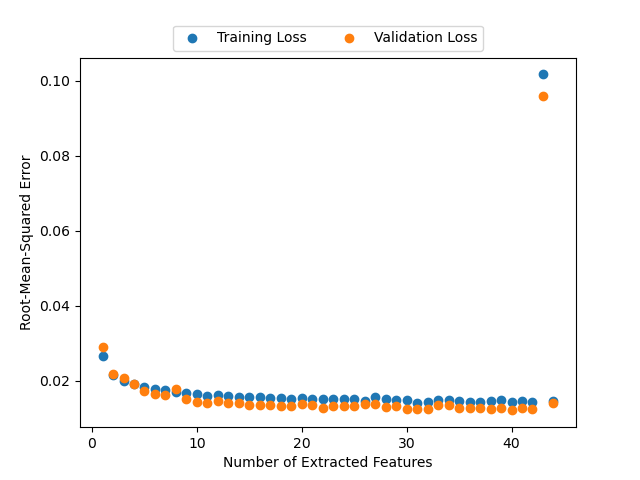 Training Loss Validation Loss
0.10
0.08
0.06
0.04
0.02
Root-Mean-Squared Error
0 10 20 30 40
Number of Extracted Features